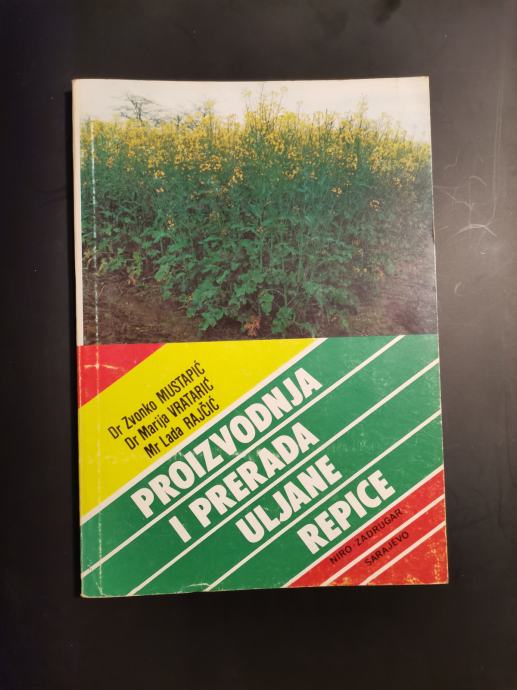 Dr Zvonko MUSTAPIĆ
Dr Marija VRATARIĆ
Mr Lada RAJČIĆ
PROIZVODNJA
I PRERADA
ULJANE
REPICE
NIRO-ZADRUGAR
SARAJEVO